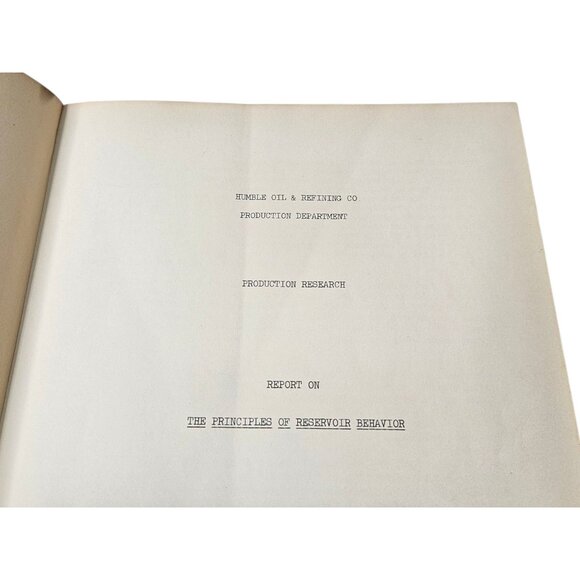 HUMBLE OIL & REFINING CO
PRODUCTION DEPARTMENT
PRODUCTION RESEARCH
REPORT ON
THE PRINCIPLES OF RESERVOIR BEHAVIOR